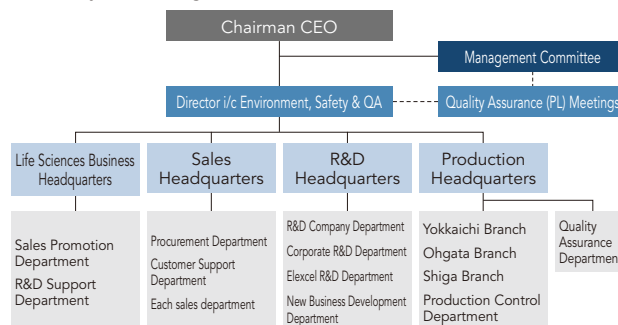 Chairman CEO
Management Committee
Director i/c Environment, Safety & QA
Quality Assurance (PL) Meetings
Life Sciences Business
Headquarters
Sales
Headquarters
R&D
Headquarters
Production
Headquarters
Sales Promotion
Department
R&D Support
Department
Procurement Department
Customer Support
Department
Each sales department
R&D Company Department
Corporate R&D Department
Elexcel R&D Department
New Business Development
Department
Yokkaichi Branch
Ohgata Branch
Shiga Branch
Production Control
Department
Quality
Assurance
Department